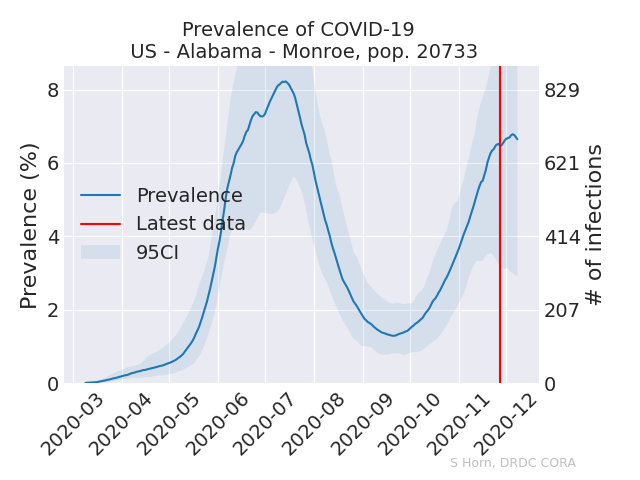 Prevalence of COVID-19
US - Alabama - Monroe, pop. 20733
Prevalence (%)
8
6
4
2
0
Prevalence
Latest data
95CI
829
621
414
207
0
# of infections
2020-03
2020-04
2020-05
2020-06
2020-07
2020-08
2020-09
2020-10
2020-11
2020-12
S Horn, DRDC CORA